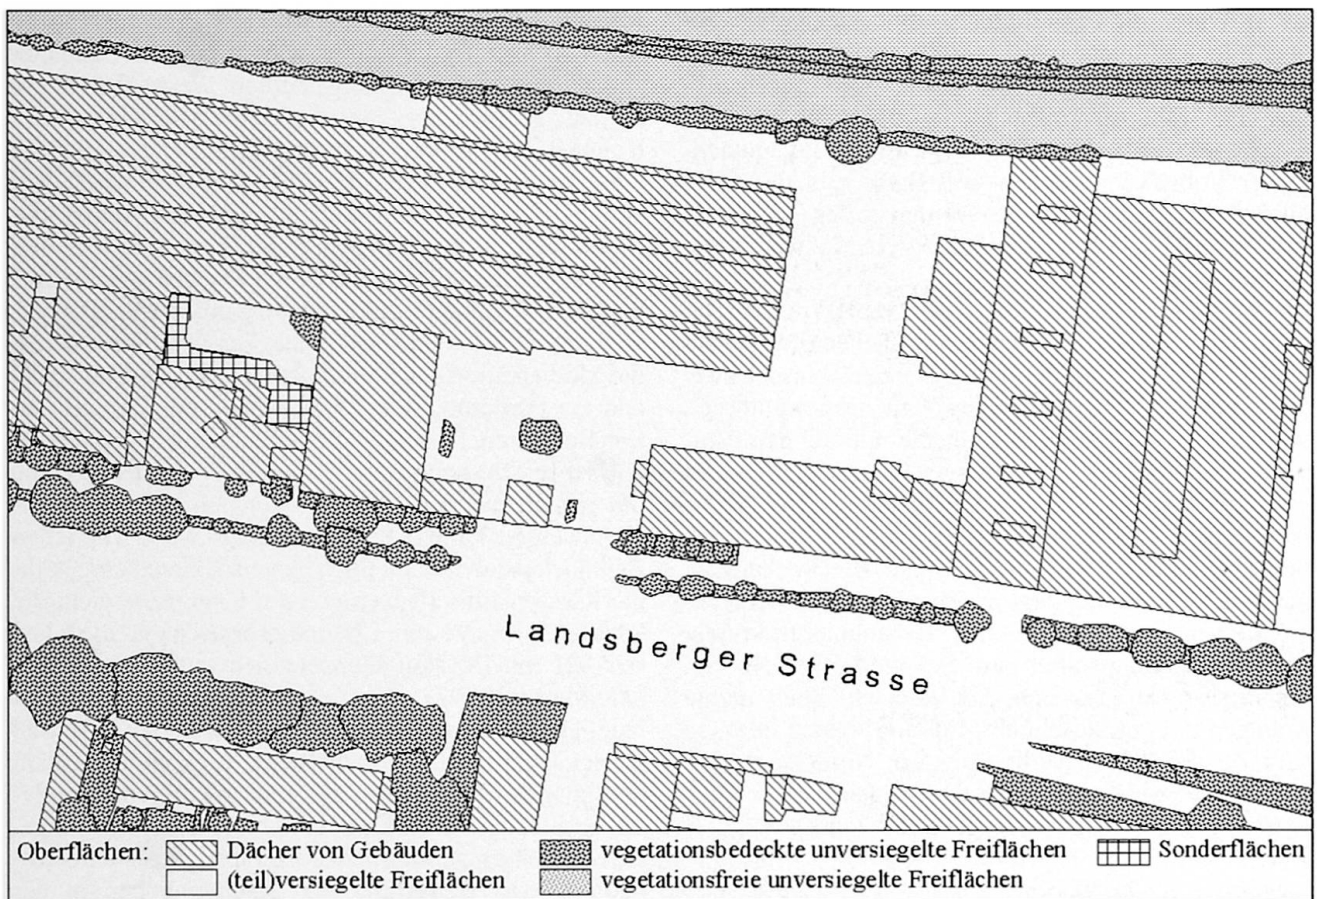 Landsberger Strasse
Oberflächen: Dächer von Gebäuden vegetationsbedeckte unversiegelte Freiflächen Sonderflächen
(teil)versiegelte Freiflächen vegetationsfreie unversiegelte Freiflächen